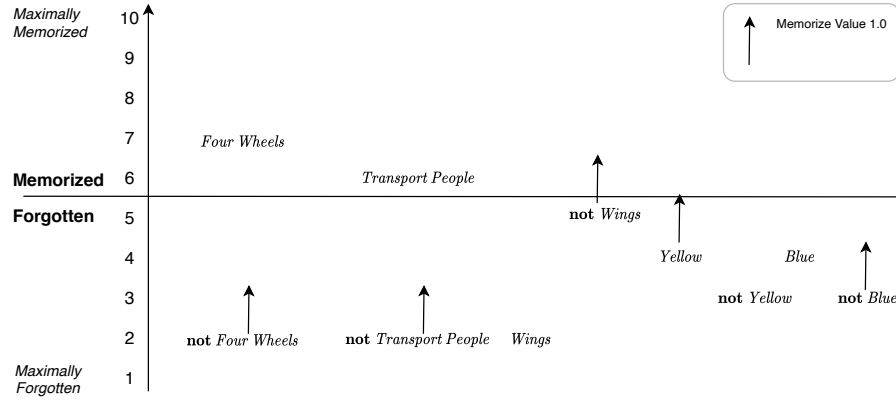 Maximally
Memorized
10
Memorize Value 1.0
9
8
7
Four Wheels
Memorized
6
Transport People
Forgotten
5
not Wings
4
Yellow
Blue
3
not Yellow
not Blue
2
not Four Wheels
not Transport People
Wings
Maximally
Forgotten
1